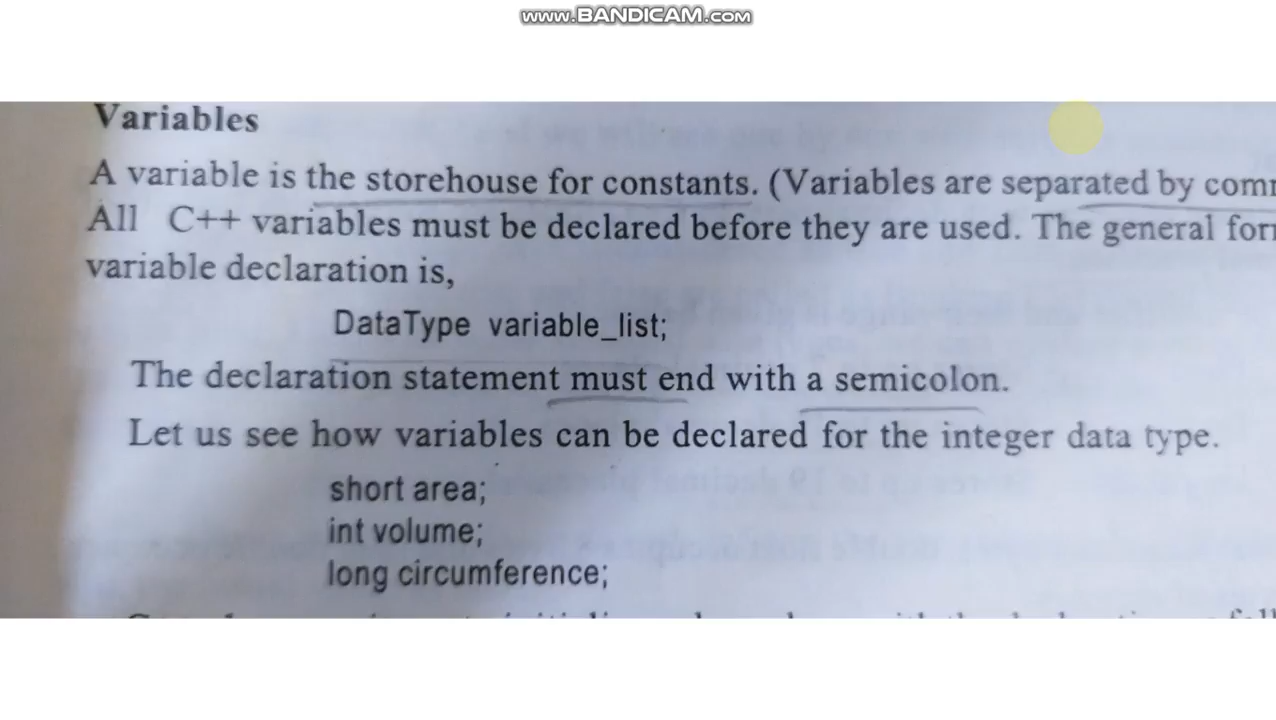 www.BANDICAM.com
Variables
A variable is the storehouse for constants. (Variables are separated by
All C++ variables must be declared before they are used. The general
variable declaration is,
DataType variable_list;
The declaration statement must end with a semicolon.
Let us see how variables can be declared for the integer data type.
short area;
int volume;
long circumference;